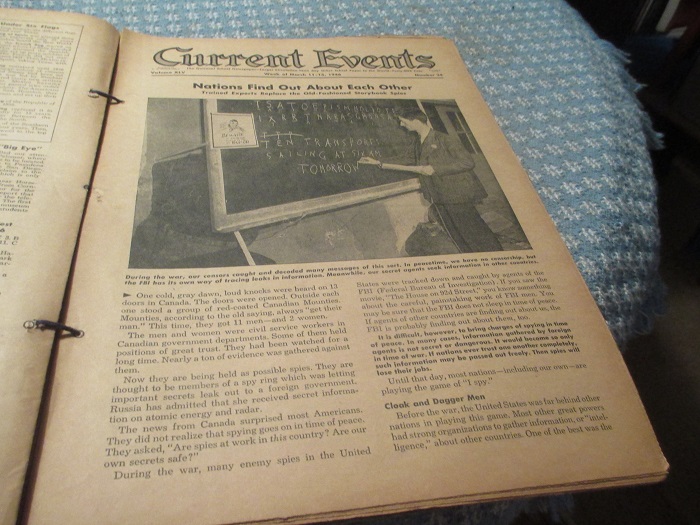 Under Six Flags
"Big Eye"
Current Events
Volume XLV
Week of March 11-15, 1946
Number
Nations Find Out About Each Other
Trained Experts Replace the Old-Fashioned Storybook Spies
TEN TRANSPORTS
SAILING AT
TOMORROW
During the war, our censors caught and decoded many messages of this sort. In peacetime, we have no censorship, but
the FBI has its own way of tracing leaks in information. Meanwhile, our secret agents seek information in other countries.
► One cold, gray dawn, loud knocks were heard on 13
doors in Canada. The doors were opened. Outside each
one stood a group of red-coated Canadian Mounties.
Mounties, according to the old saying, always "get their
man." This time, they got 11 men and 2 women.
The men and women were civil service workers in
Canadian government departments. Some of them held
positions of great trust. They had been watched for a
long time. Nearly a ton of evidence was gathered against
them.
Now they are being held as possible spies. They are
thought to be members of a spy ring which was letting
important secrets leak out to a foreign government.
Russia has admitted that she received secret informa-
tion on atomic energy and radar.
The news from Canada surprised most Americans.
They did not realize that spying goes on in time of peace.
They asked, "Are spies at work in this country? Are our
own secrets safe?"
During the war, many enemy spies in the United
States were tracked down and caught by agents of the
FBI (Federal Bureau of Investigation). If you saw the
movie, "The House on 92nd Street," you know something
about the careful, painstaking work of FBI men. You
may be sure that the FBI does not sleep in time of peace.
If agents of other countries are finding out about us, the
FBI is probably finding out about them, too.
It is difficult, however, to bring charges of spying in time
of peace. In many cases, information gathered by foreign
agents is not secret or dangerous. It would become so only
in time of war. If nations ever trust one another completely,
such information may be passed out freely. Then spies will
lose their jobs.
Until that day, most nations—including our own—are
playing the game of "I spy."
Cloak and Dagger Men
Before the war, the United States was far behind other
nations in playing this game. Most other great powers
had strong organizations to gather information, or "intel-
ligence," about other countries. One of the best was the